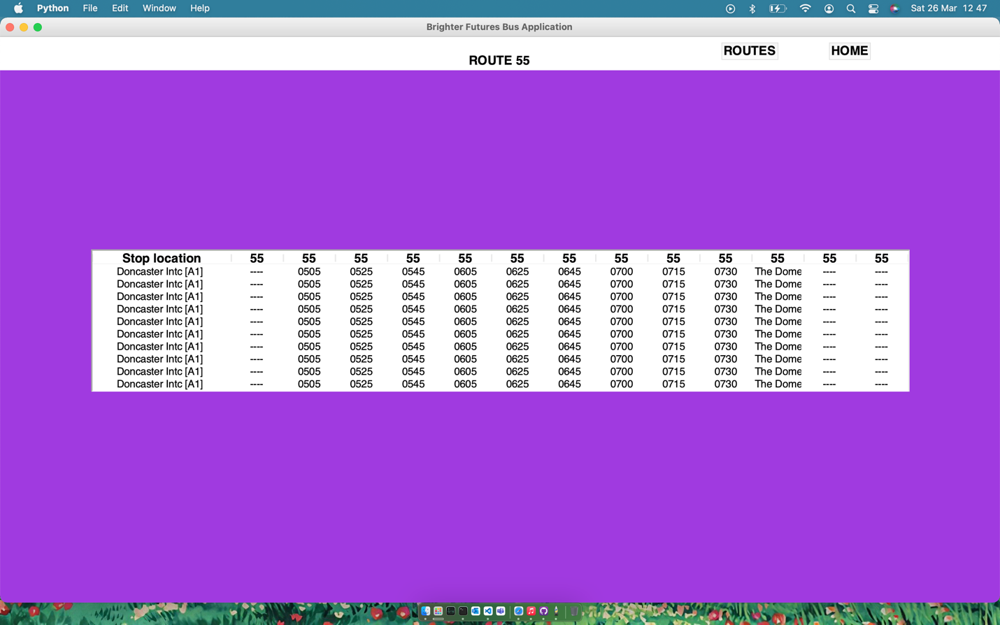 Python File Edit Window Help Sat 26 Mar 12 47
Brighter Futures Bus Application
ROUTE 55 ROUTES HOME
Stop location 55 55 55 55 55 55 55 55 55 55 55 55 55
Doncaster Intc [A1] ---- 0505 0525 0545 0605 0625 0645 0700 0715 0730 The Dome ---- ----
Doncaster Intc [A1] ---- 0505 0525 0545 0605 0625 0645 0700 0715 0730 The Dome ---- ----
Doncaster Intc [A1] ---- 0505 0525 0545 0605 0625 0645 0700 0715 0730 The Dome ---- ----
Doncaster Intc [A1] ---- 0505 0525 0545 0605 0625 0645 0700 0715 0730 The Dome ---- ----
Doncaster Intc [A1] ---- 0505 0525 0545 0605 0625 0645 0700 0715 0730 The Dome ---- ----
Doncaster Intc [A1] ---- 0505 0525 0545 0605 0625 0645 0700 0715 0730 The Dome ---- ----
Doncaster Intc [A1] ---- 0505 0525 0545 0605 0625 0645 0700 0715 0730 The Dome ---- ----
Doncaster Intc [A1] ---- 0505 0525 0545 0605 0625 0645 0700 0715 0730 The Dome ---- ----
Doncaster Intc [A1] ---- 0505 0525 0545 0605 0625 0645 0700 0715 0730 The Dome ---- ----
Doncaster Intc [A1] ---- 0505 0525 0545 0605 0625 0645 0700 0715 0730 The Dome ---- ----